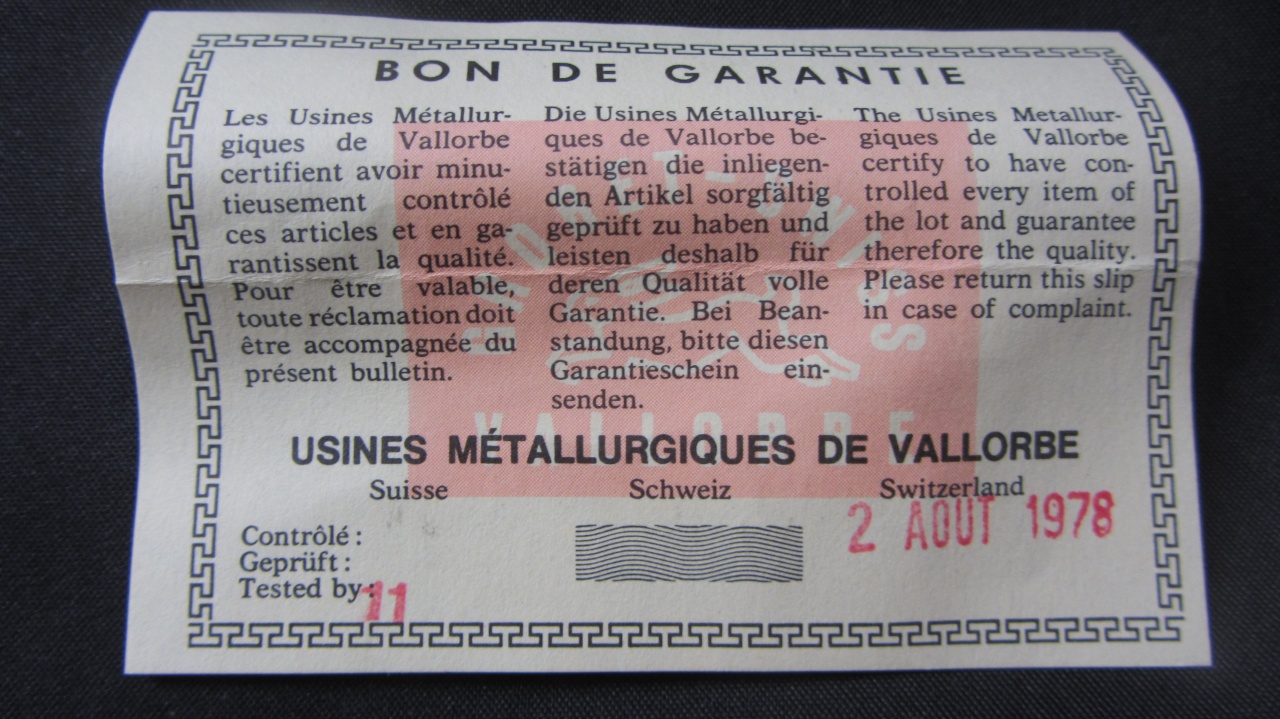 BON DE GARANTIE
Les Usines Métallur-
giques de Vallorbe
certifient avoir minu-
tieusement contrôlé
ces articles et en ga-
rantissent la qualité.
Pour être valable,
toute réclamation doit
être accompagnée du
présent bulletin.
Die Usines Métallurgi-
ques de Vallorbe be-
stätigen die inliegen-
den Artikel sorgfältig
geprüft zu haben und
leisten deshalb für
deren Qualität volle
Garantie. Bei Bean-
standung, bitte diesen
Garantieschein ein-
senden.
The Usines Metallur-
giques de Vallorbe
certify to have con-
trolled every item of
the lot and guarantee
therefore the quality.
Please return this slip
in case of complaint.
VALLORBE
USINES MÉTALLURGIQUES DE VALLORBE
Suisse Schweiz Switzerland
2 AOUT 1978
Contrôlé :
Geprüft :
Tested by: 11